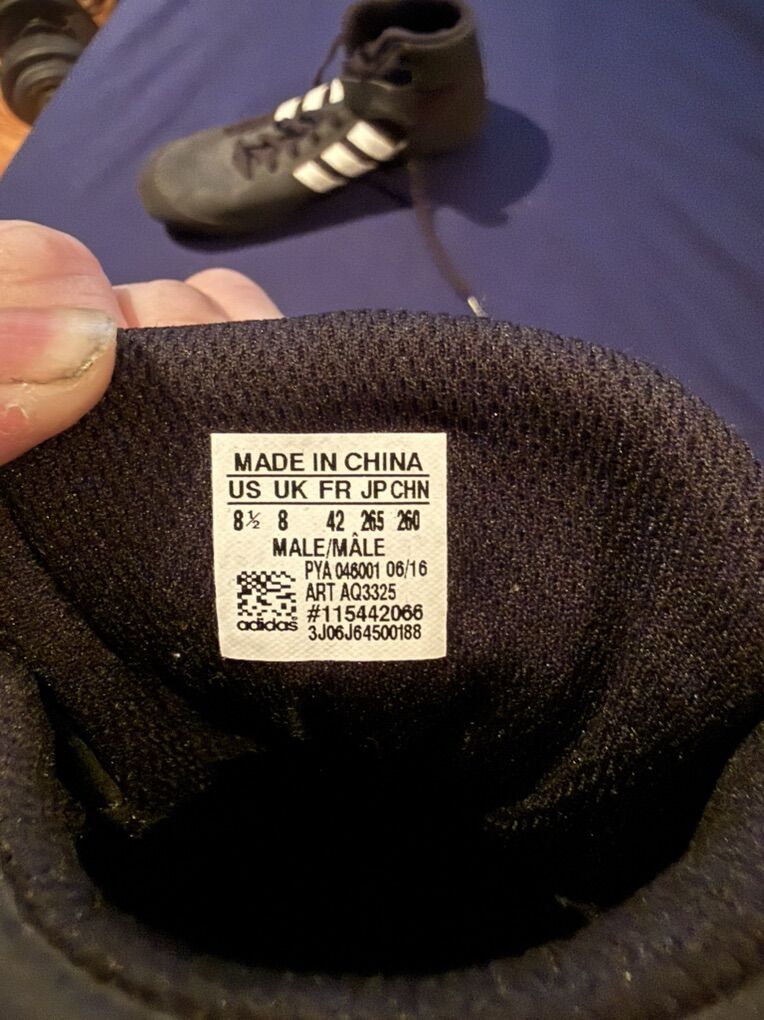 MADE IN CHINA
US UK FR JP CHN
8½ 8 42 265 260
MALE/MÂLE
PYA 046001 06/16
ART AQ3325
#115442066
adidas 3J06J64500188